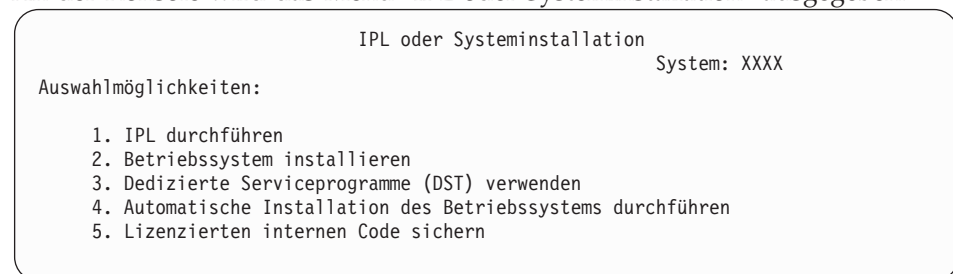 IPL oder Systeminstallation
System: XXXX
Auswahlmöglichkeiten:
1. IPL durchführen
2. Betriebssystem installieren
3. Dedizierte Serviceprogramme (DST) verwenden
4. Automatische Installation des Betriebssystems durchführen
5. Lizenzierten internen Code sichern